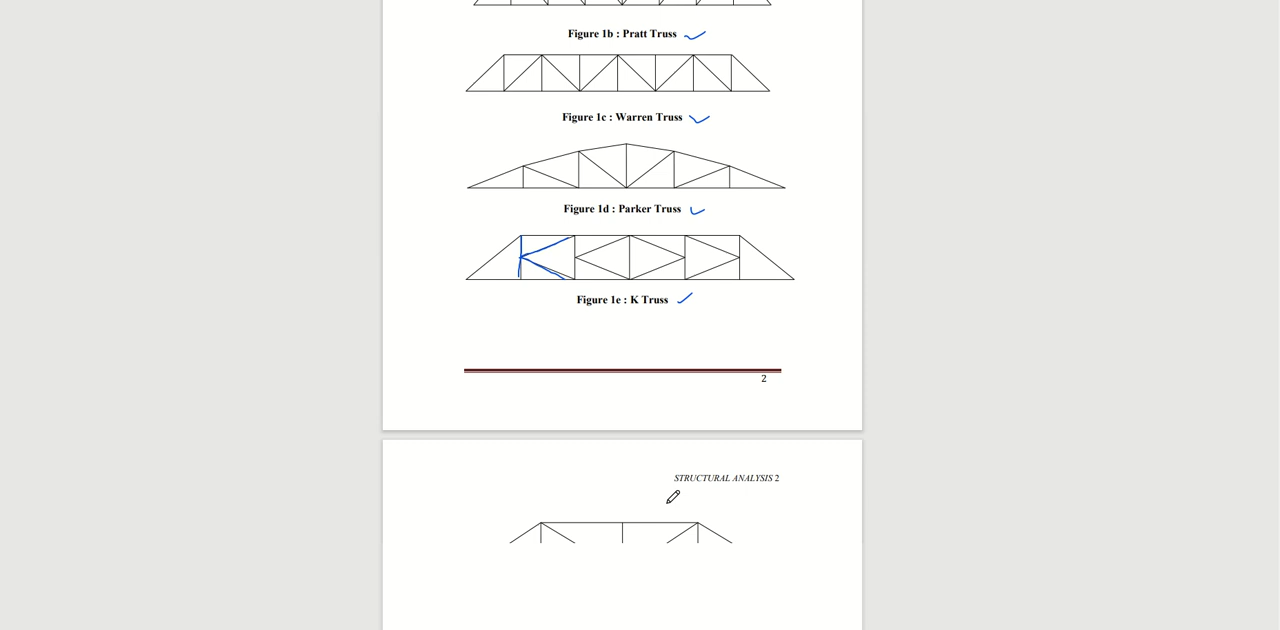 Figure 1b : Pratt Truss
Figure 1c : Warren Truss
Figure 1d : Parker Truss
Figure 1e : K Truss
2
STRUCTURAL ANALYSIS 2